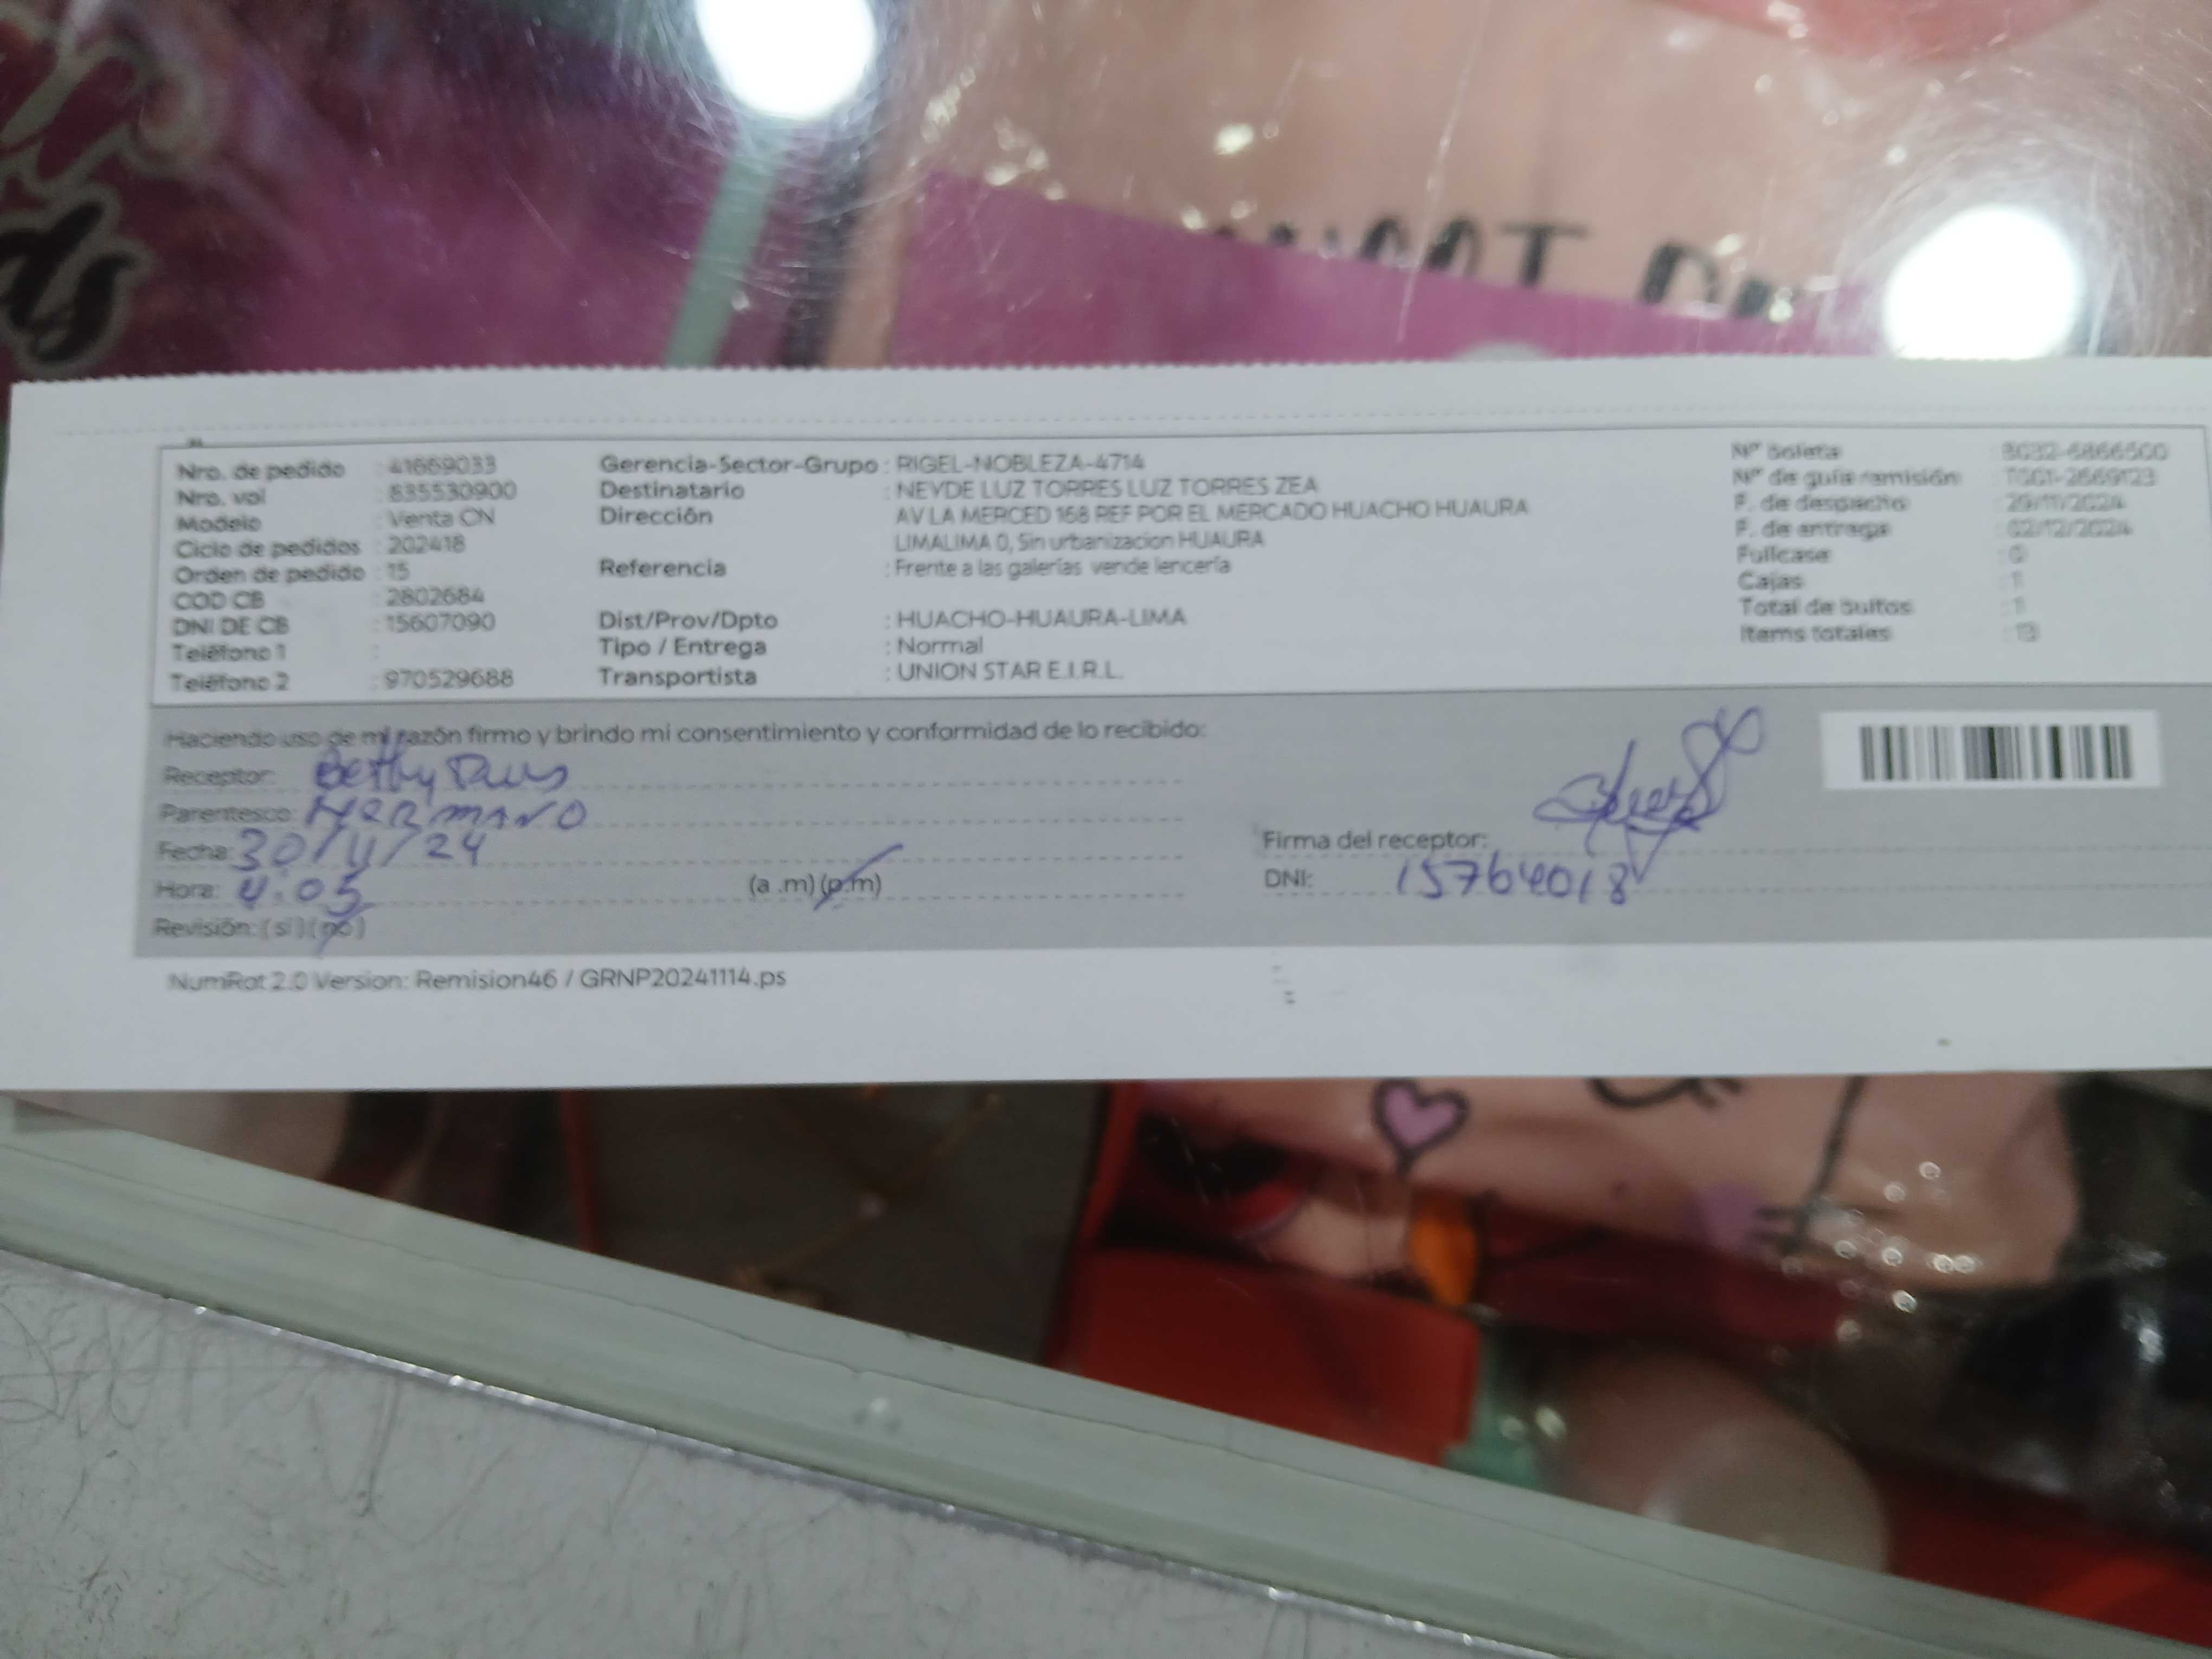 Nro. de pedido : 41669033
Nro. vol : 835530900
Modelo : Venta CN
Ciclo de pedidos : 202418
Orden de pedido : 15
COD CB : 2802684
DNI DE CB : 15607090
Teléfono 1 :
Teléfono 2 : 970529688
Gerencia-Sector-Grupo : RIGEL-NOBLEZA-4714
Destinatario : NEYDE LUZ TORRES LUZ TORRES ZEA
Dirección AV LA MERCED 168 REF POR EL MERCADO HUACHO HUAURA
LIMALIMA 0, Sin urbanizacion HUAURA
Referencia : Frente a las galerías vende lencería
Dist/Prov/Dpto : HUACHO-HUAURA-LIMA
Tipo / Entrega : Normal
Transportista : UNION STAR E.I.R.L.
Nº Boleta
Nº de guía remisión
F. de despacho : 29/11/2024
F. de entrega : 02/12/2024
Fullcase : 0
Cajas : 1
Total de bultos : 1
Items totales : 13
Haciendo uso de mi razón firmo y brindo mi consentimiento y conformidad de lo recibido:
Receptor: Bethy
Parentesco: HERMANO
Fecha: 30/11/24
Hora: 4:05 (a .m) (p.m)
Revisión: ( si ) ( no )
Firma del receptor:
DNI: 15764018
NumRot 2.0 Version: Remision46 / GRNP20241114.ps